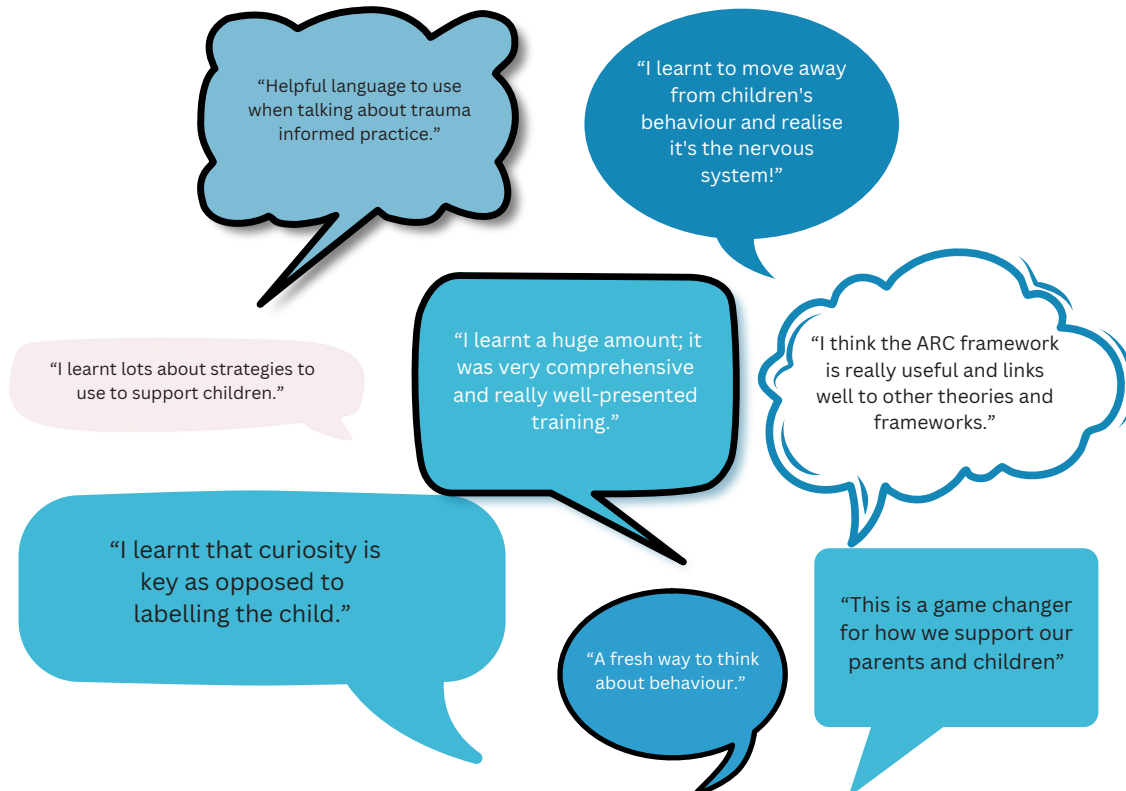 “Helpful language to use
when talking about trauma
informed practice.”
“I learnt to move away
from children's
behaviour and realise
it's the nervous
system!”
“I learnt lots about strategies to
use to support children.”
“I learnt a huge amount; it
was very comprehensive
and really well-presented
training.”
“I think the ARC framework
is really useful and links
well to other theories and
frameworks.”
“I learnt that curiosity is
key as opposed to
labelling the child.”
“A fresh way to think
about behaviour.”
“This is a game changer
for how we support our
parents and children”